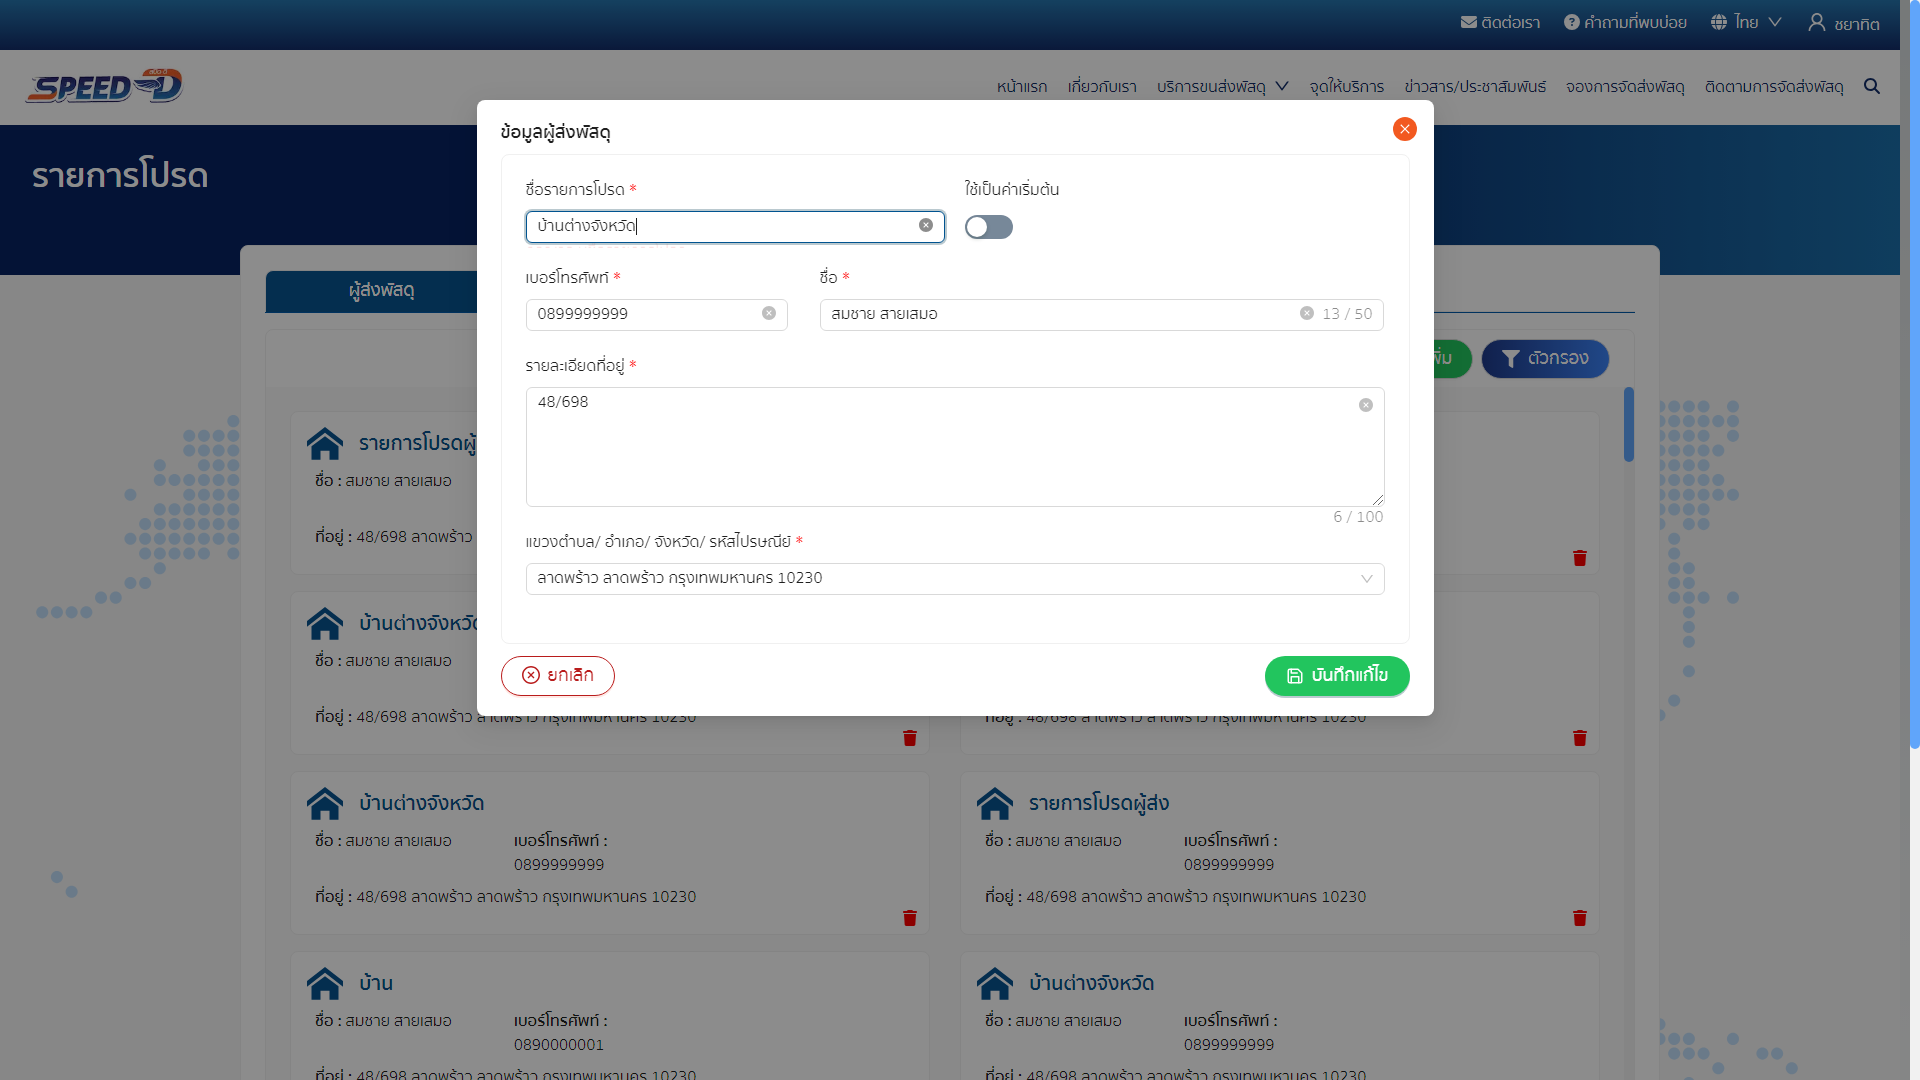 ติดต่อเรา คำถามที่พบบ่อย ไทย ชยาทิต
SPEED-D
หน้าแรก เกี่ยวกับเรา บริการขนส่งพัสดุ จุดให้บริการ ข่าวสาร/ประชาสัมพันธ์ จองการจัดส่งพัสดุ ติดตามการจัดส่งพัสดุ
รายการโปรด
ข้อมูลผู้ส่งพัสดุ
ชื่อรายการโปรด * ใช้เป็นค่าเริ่มต้น
บ้านต่างจังหวัด
เบอร์โทรศัพท์ * ชื่อ *
0899999999 สมชาย สายเสมอ 13 / 50
รายละเอียดที่อยู่ *
48/698
6 / 100
แขวงตำบล/ อำเภอ/ จังหวัด/ รหัสไปรษณีย์ *
ลาดพร้าว ลาดพร้าว กรุงเทพมหานคร 10230
ยกเลิก บันทึกแก้ไข
ผู้ส่งพัสดุ
ตัวกรอง
รายการโปรดผู้
ชื่อ : สมชาย สายเสมอ
ที่อยู่ : 48/698 ลาดพร้าว
บ้านต่างจังหวัด
ชื่อ : สมชาย สายเสมอ
ที่อยู่ : 48/698 ลาดพร้าว ลาดพร้าว กรุงเทพมหานคร 10230
ที่อยู่ : 48/698 ลาดพร้าว ลาดพร้าว กรุงเทพมหานคร 10230
บ้านต่างจังหวัด
ชื่อ : สมชาย สายเสมอ เบอร์โทรศัพท์ :
0899999999
ที่อยู่ : 48/698 ลาดพร้าว ลาดพร้าว กรุงเทพมหานคร 10230
รายการโปรดผู้ส่ง
ชื่อ : สมชาย สายเสมอ เบอร์โทรศัพท์ :
0899999999
ที่อยู่ : 48/698 ลาดพร้าว ลาดพร้าว กรุงเทพมหานคร 10230
บ้าน
ชื่อ : สมชาย สายเสมอ เบอร์โทรศัพท์ :
0890000001
ที่อยู่ : 48/698 ลาดพร้าว ลาดพร้าว กรุงเทพมหานคร 10230
บ้านต่างจังหวัด
ชื่อ : สมชาย สายเสมอ เบอร์โทรศัพท์ :
0899999999
ที่อยู่ : 48/698 ลาดพร้าว ลาดพร้าว กรุงเทพมหานคร 10230